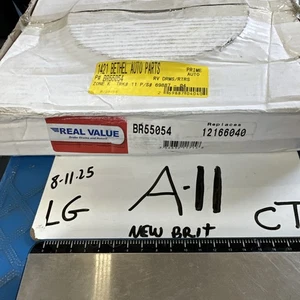 1421 BETHEL AUTO PARTS
PRIME
AUTO
P# BR55054
RV DRMS/RTRS
REAL VALUE
BR55054
Replaces
12166040
8-11.25
A-11
LG
CT
NEW BRIT